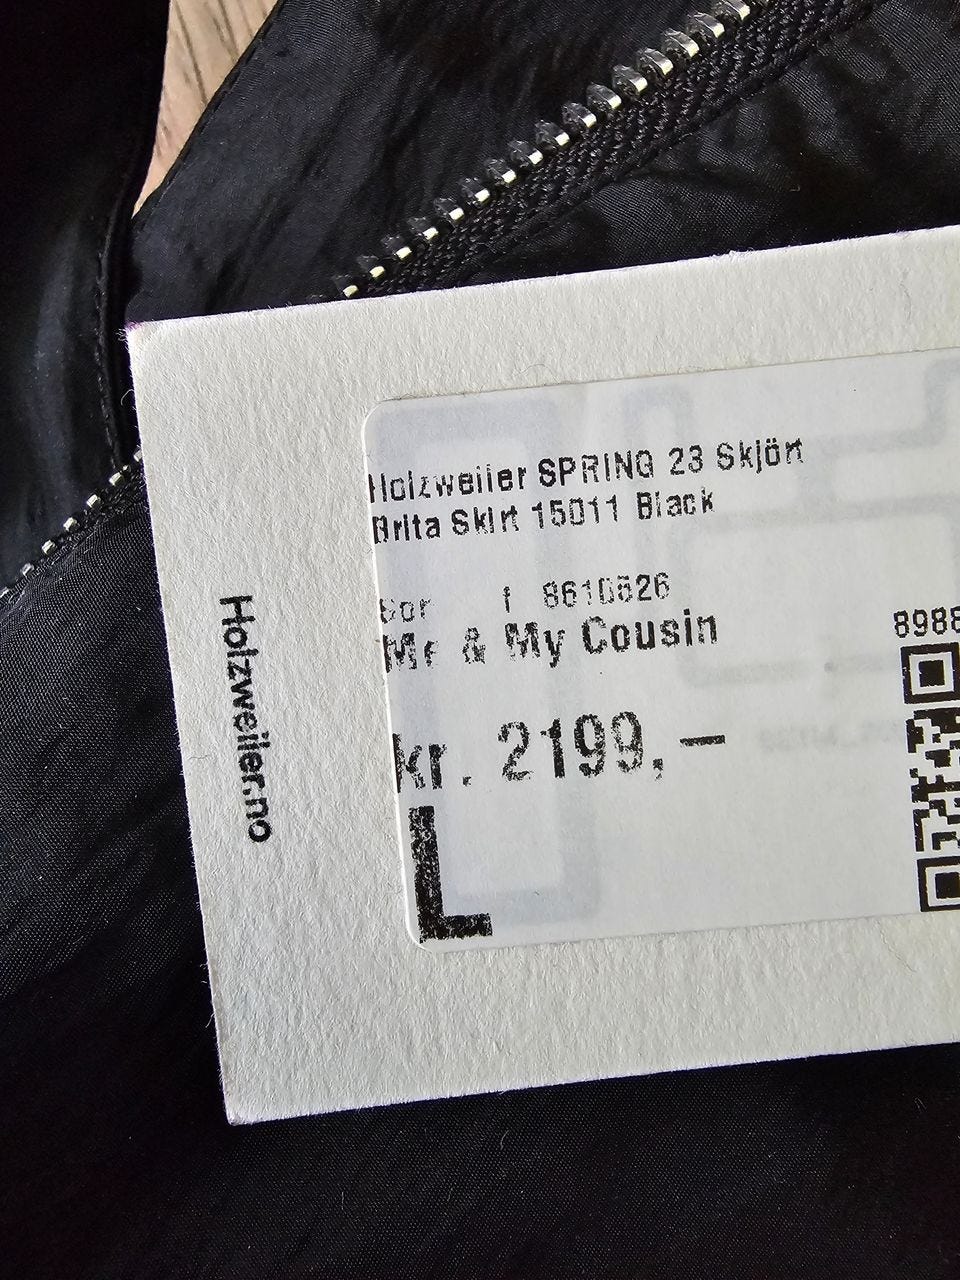 Holzweiler SPRING 23 Skjört
Brita Skirt 15011 Black
f 8610626
Me & My Cousin
8988
kr. 2199,–
L
Holzweiler.no